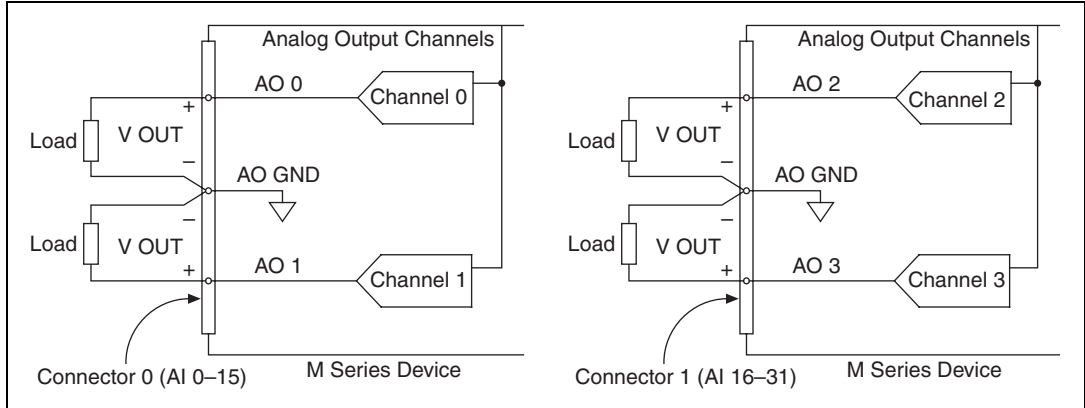 Analog Output Channels
AO 0
Channel 0
+
Load
V OUT
–
AO GND
–
Load
V OUT
+
AO 1
Channel 1
Connector 0 (AI 0–15)
M Series Device
Analog Output Channels
AO 2
Channel 2
+
Load
V OUT
–
AO GND
–
Load
V OUT
+
AO 3
Channel 3
Connector 1 (AI 16–31)
M Series Device